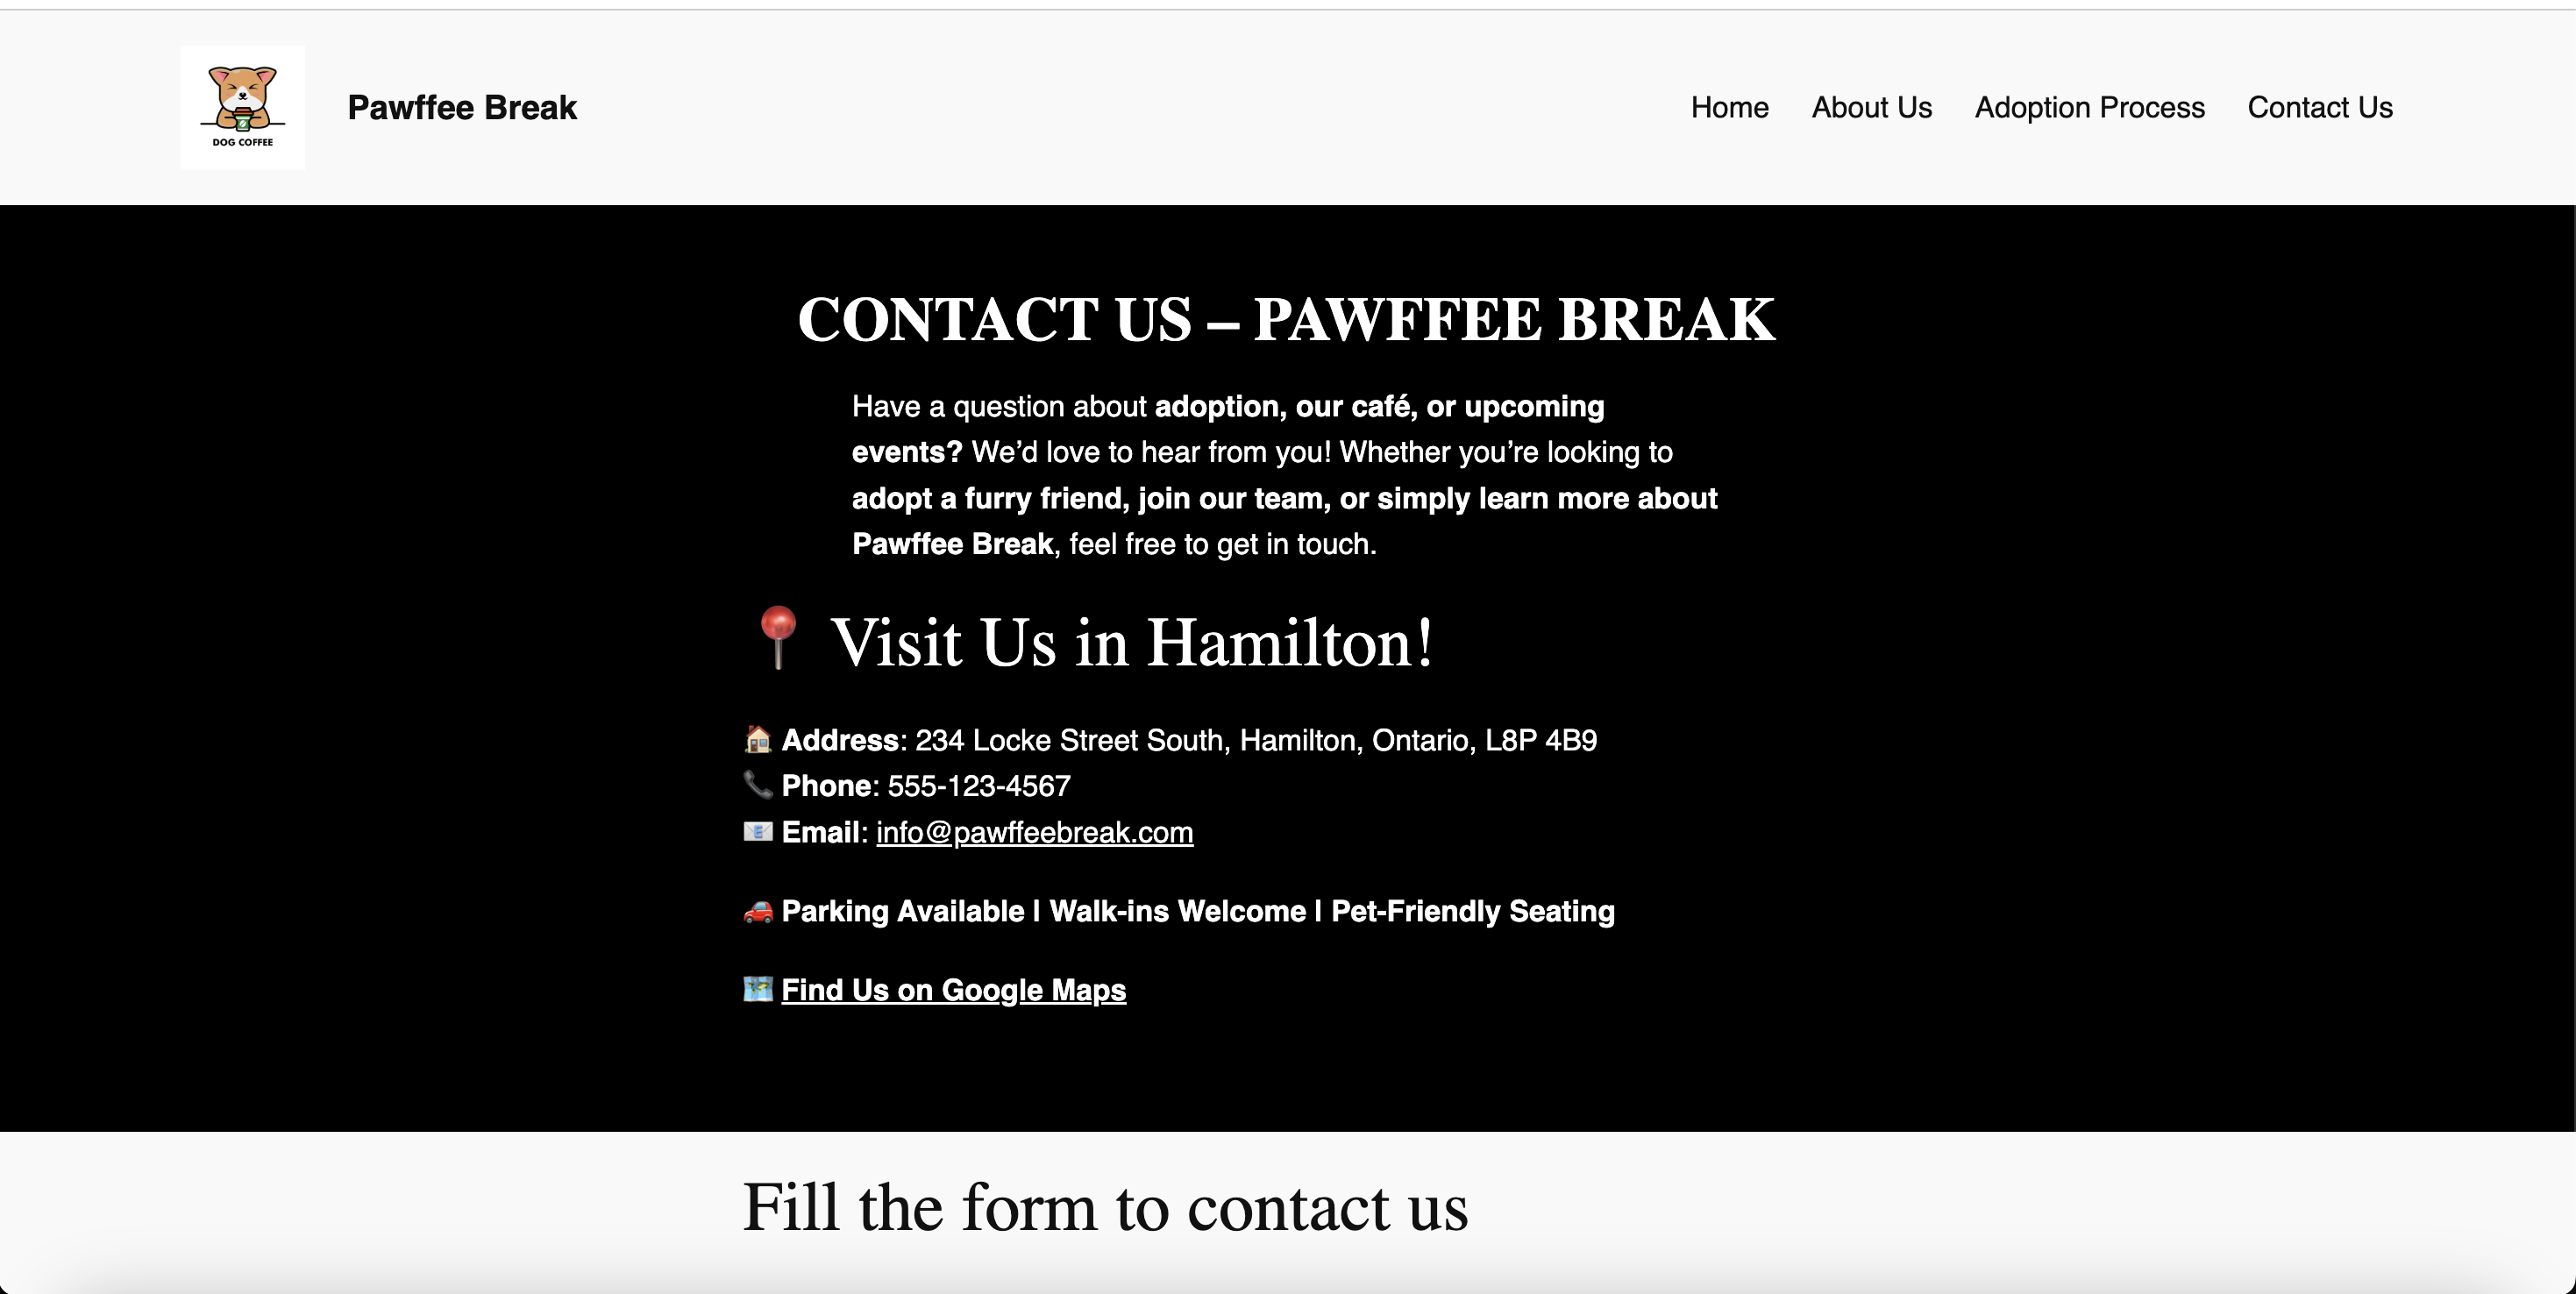 DOG COFFEE
Pawffee Break
Home
About Us
Adoption Process
Contact Us
CONTACT US – PAWFFEE BREAK
Have a question about adoption, our café, or upcoming
events? We’d love to hear from you! Whether you’re looking to
adopt a furry friend, join our team, or simply learn more about
Pawffee Break, feel free to get in touch.
📍 Visit Us in Hamilton!
🏠 Address: 234 Locke Street South, Hamilton, Ontario, L8P 4B9
📞 Phone: 555-123-4567
📧 Email: info@pawffeebreak.com
🚗 Parking Available | Walk-ins Welcome | Pet-Friendly Seating
🗺️ Find Us on Google Maps
Fill the form to contact us